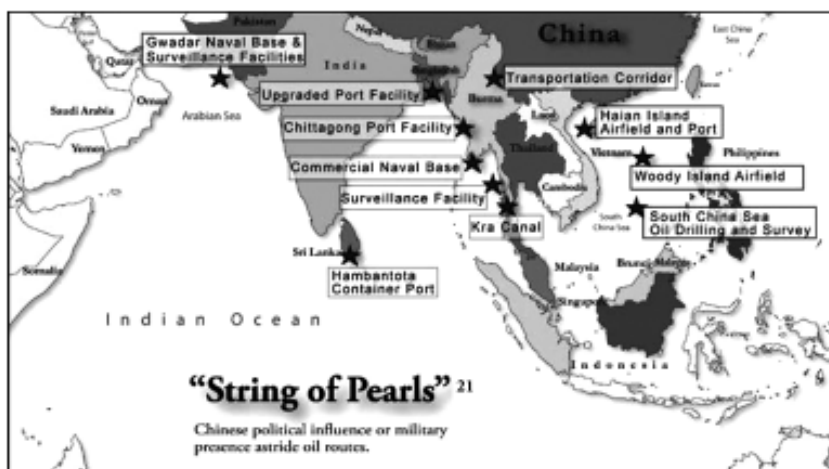 Pakistan
Nepal
China
East China
Sea
Gwadar Naval Base &
Surveillance Facilities
Qatar
India
Transportation Corridor
Upgraded Port Facility
Burma
Oman
Saudi Arabia
Arabian Sea
Laos
Haian Island
Airfield and Port
Chittagong Port Facility
Thailand
Vietnam
Philippines
Yemen
Commercial Naval Base
Woody Island Airfield
Cambodia
Surveillance Facility
South
China Sea
South China Sea
Oil Drilling and Survey
Kra Canal
Sri Lanka
Somalia
Hambantota
Container Port
Malaysia
Brunei
Malaysia
Singapore
Indian Ocean
Indonesia
“String of Pearls” 21
Chinese political influence or military
presence astride oil routes.